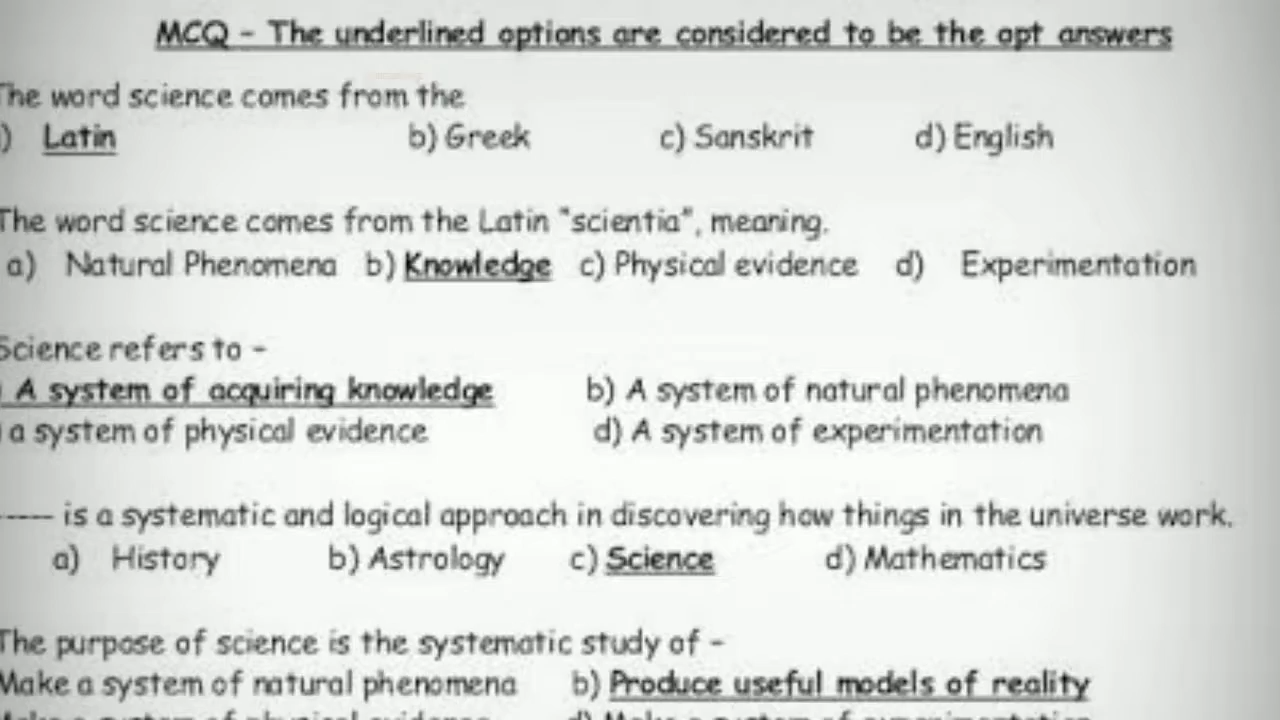 MCQ - The underlined options are considered to be the apt answers
The word science comes from the
) Latin b) Greek c) Sanskrit d) English
The word science comes from the Latin "scientia", meaning.
a) Natural Phenomena b) Knowledge c) Physical evidence d) Experimentation
Science refers to -
A system of acquiring knowledge b) A system of natural phenomena
a system of physical evidence d) A system of experimentation
---- is a systematic and logical approach in discovering how things in the universe work.
a) History b) Astrology c) Science d) Mathematics
The purpose of science is the systematic study of -
Make a system of natural phenomena b) Produce useful models of reality